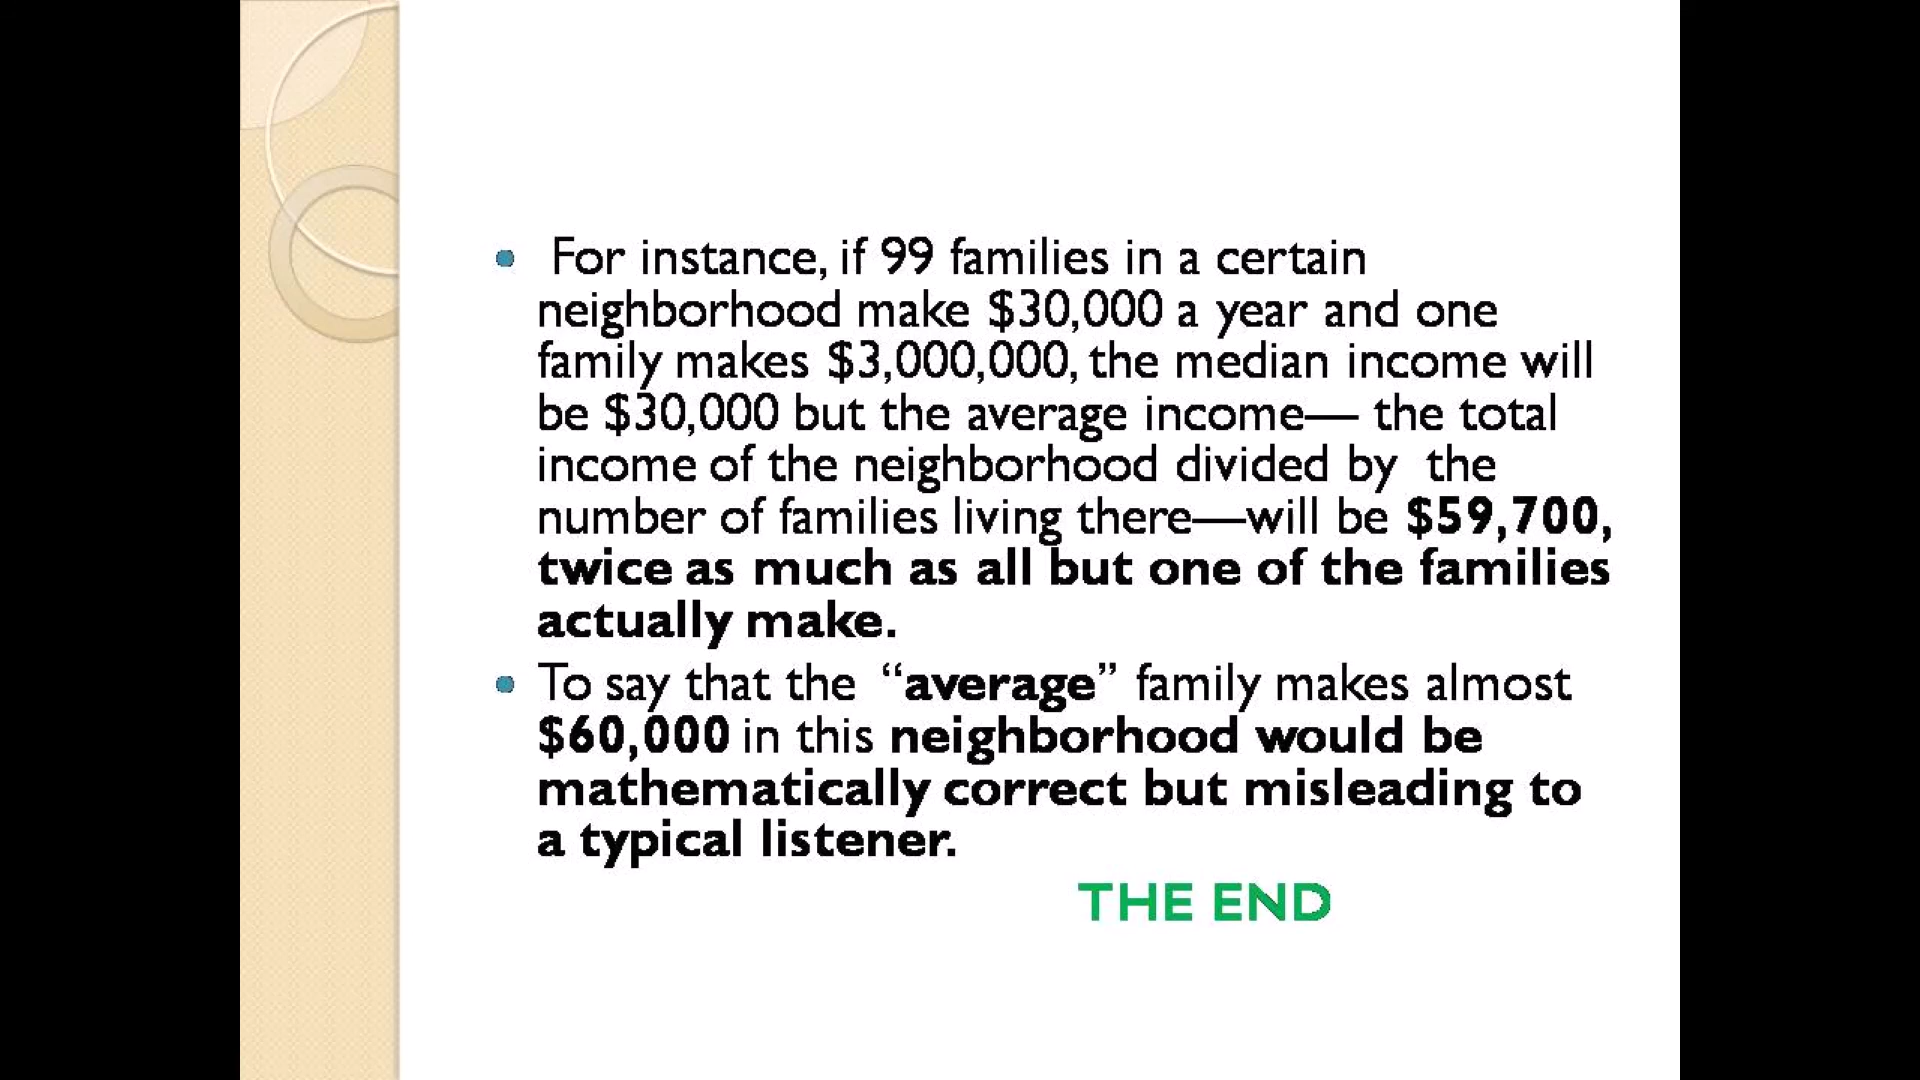 • For instance, if 99 families in a certain
neighborhood make $30,000 a year and one
family makes $3,000,000, the median income will
be $30,000 but the average income— the total
income of the neighborhood divided by the
number of families living there—will be $59,700,
twice as much as all but one of the families
actually make.
• To say that the “average” family makes almost
$60,000 in this neighborhood would be
mathematically correct but misleading to
a typical listener.
THE END